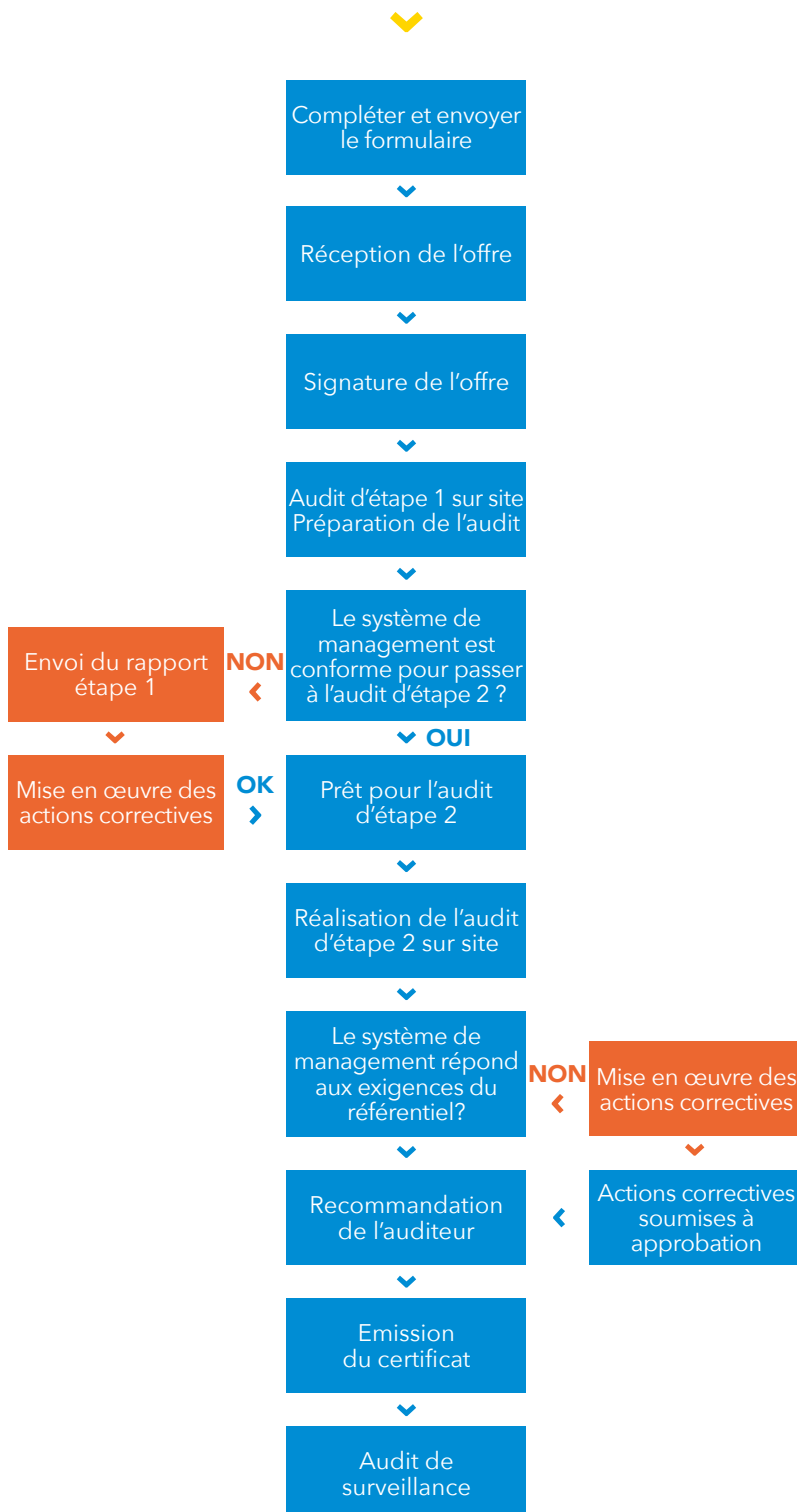 Compléter et envoyer
le formulaire
Réception de l’offre
Signature de l’offre
Audit d’étape 1 sur site
Préparation de l’audit
Le système de
management est
conforme pour passer
à l’audit d’étape 2 ?
NON
Envoi du rapport
étape 1
OUI
Mise en œuvre des
actions correctives
OK
Prêt pour l’audit
d’étape 2
Réalisation de l’audit
d’étape 2 sur site
Le système de
management répond
aux exigences du
référentiel?
NON
Mise en œuvre des
actions correctives
Actions correctives
soumises à
approbation
Recommandation
de l’auditeur
Emission
du certificat
Audit de
surveillance